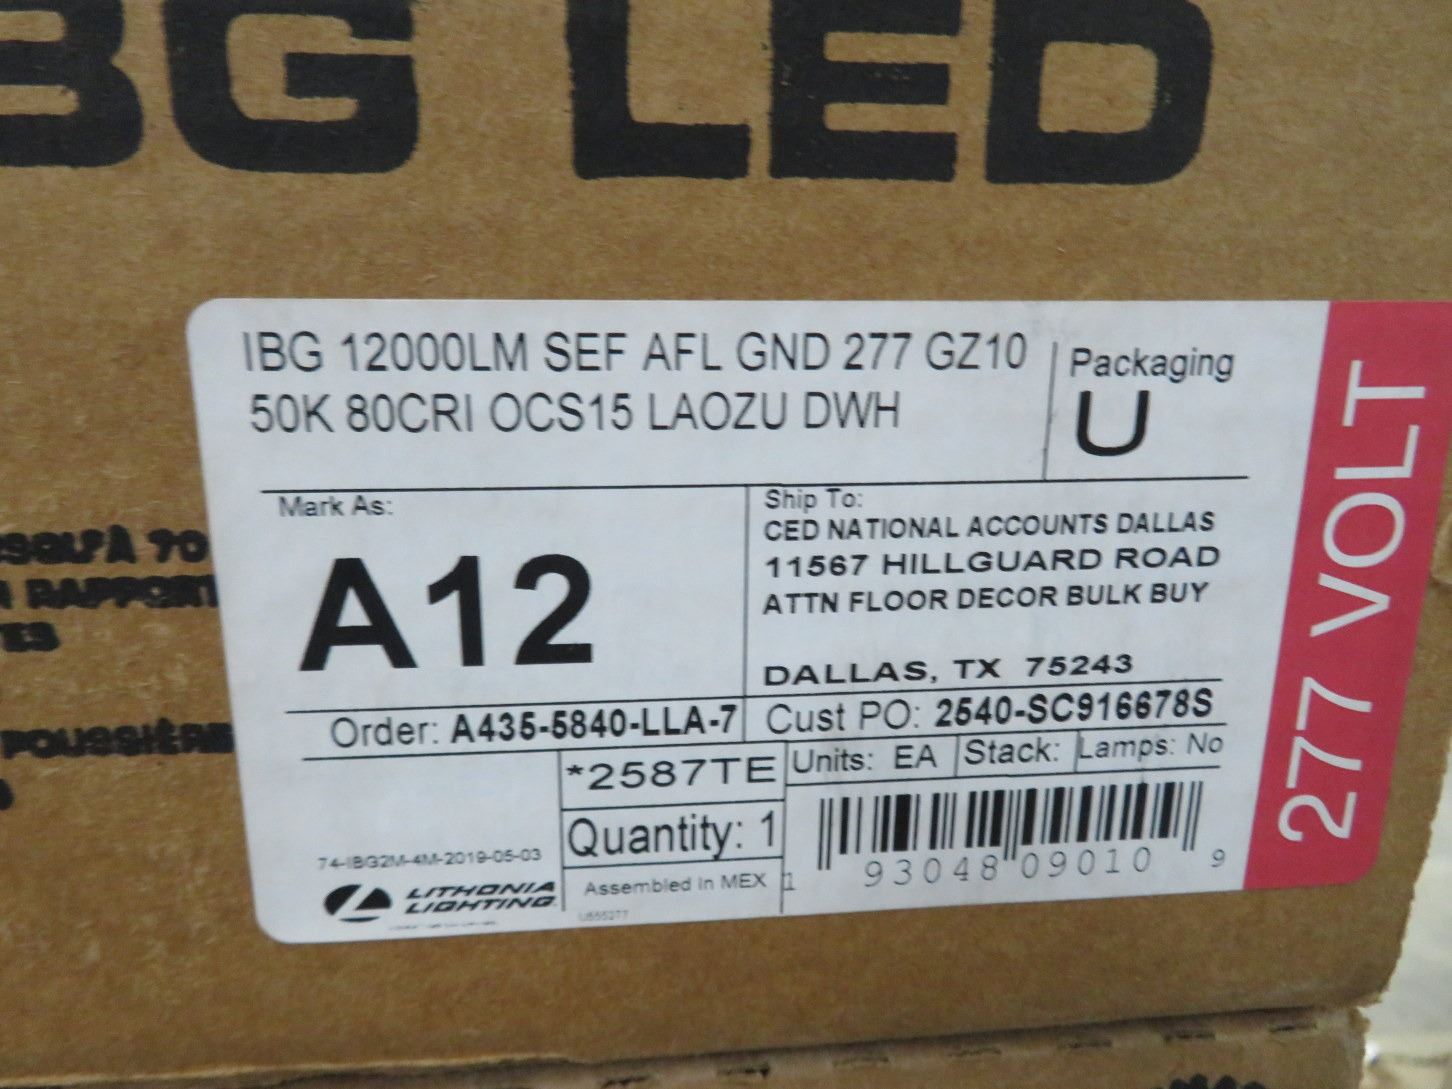 BG LED
IBG 12000LM SEF AFL GND 277 GZ10
50K 80CRI OCS15 LAOZU DWH
Packaging
U
277 VOLT
Mark As:
A12
Ship To:
CED NATIONAL ACCOUNTS DALLAS
11567 HILLGUARD ROAD
ATTN FLOOR DECOR BULK BUY
DALLAS, TX 75243
Order: A435-5840-LLA-7
Cust PO: 2540-SC916678S
*2587TE
Units: EA
Stack:
Lamps: No
Quantity: 1
74-IBG2M-4M-2019-05-03
LITHONIA
LIGHTING
Assembled in MEX
1 93048 09010 9
À 70
RAPPORT
POUSSIÈRE